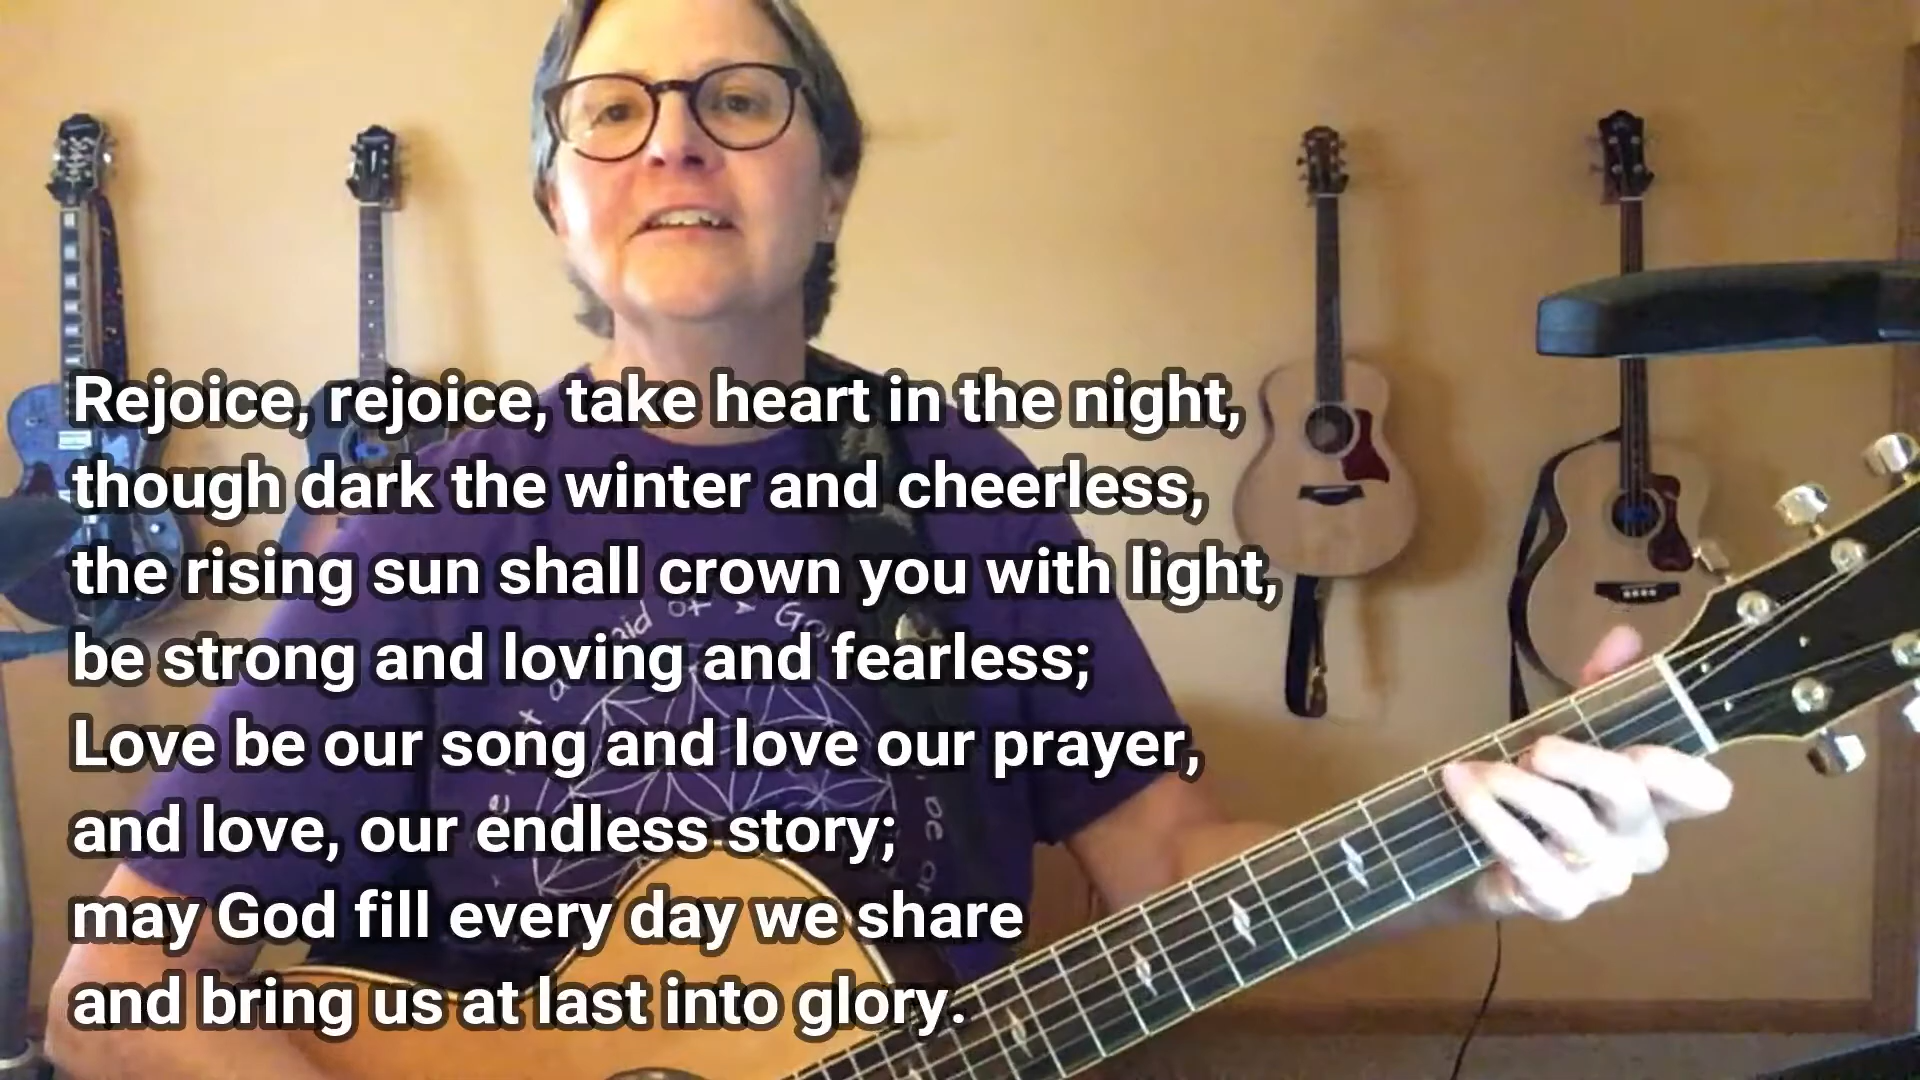 Rejoice, rejoice, take heart in the night,
though dark the winter and cheerless,
the rising sun shall crown you with light,
be strong and loving and fearless;
Love be our song and love our prayer,
and love, our endless story;
may God fill every day we share
and bring us at last into glory.